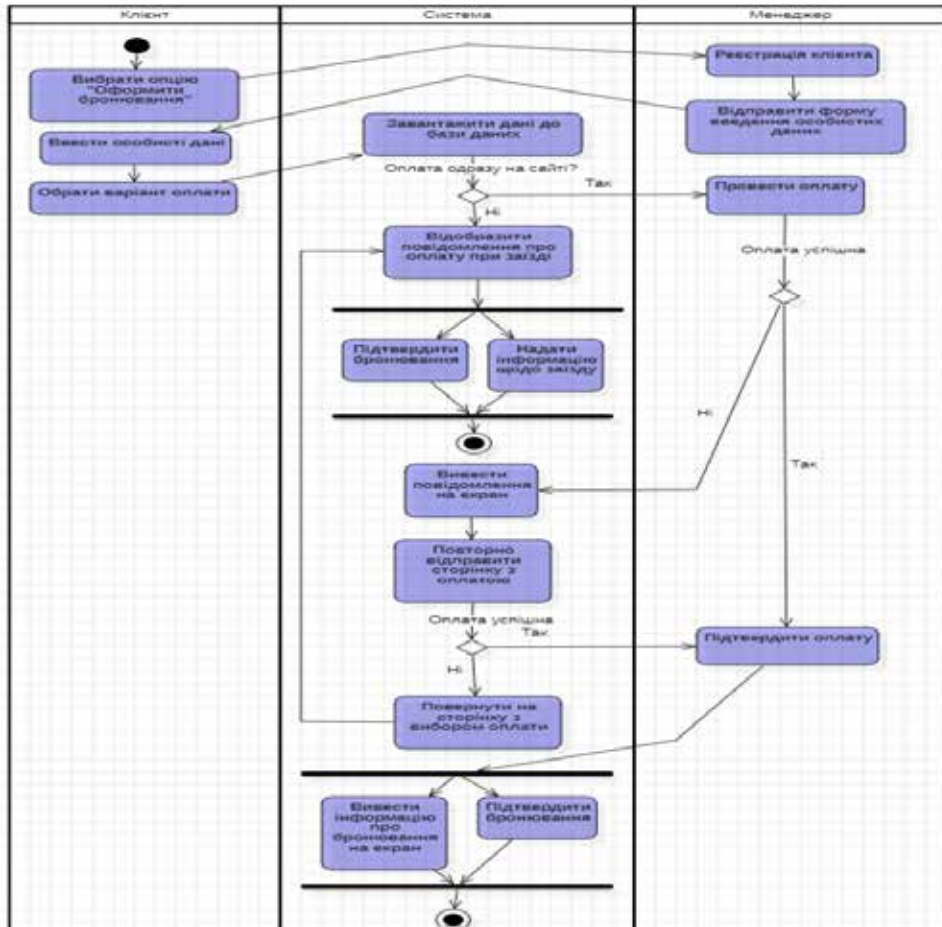 Клієнт
Система
Менеджер
Вибрати опцію
"Оформити
бронювання"
Реєстрація клієнта
Відправити форму
введення особистих
даних
Ввести особисті дані
Обрати варіант оплати
Завантажити дані до
бази даних
Оплата одразу на сайті?
Так
Ні
Провести оплату
Відобразити
повідомлення про
оплату при заїзді
Оплата успішна
Підтвердити
бронювання
Надати
інформацію
щодо заїзду
Ні
Так
Вивести
повідомлення
на екран
Повторно
відправити
сторінку з
оплатою
Оплата успішна
Так
Ні
Підтвердити оплату
Повернути на
сторінку з
вибором оплати
Вивести
інформацію
про
бронювання
на екран
Підтвердити
бронювання